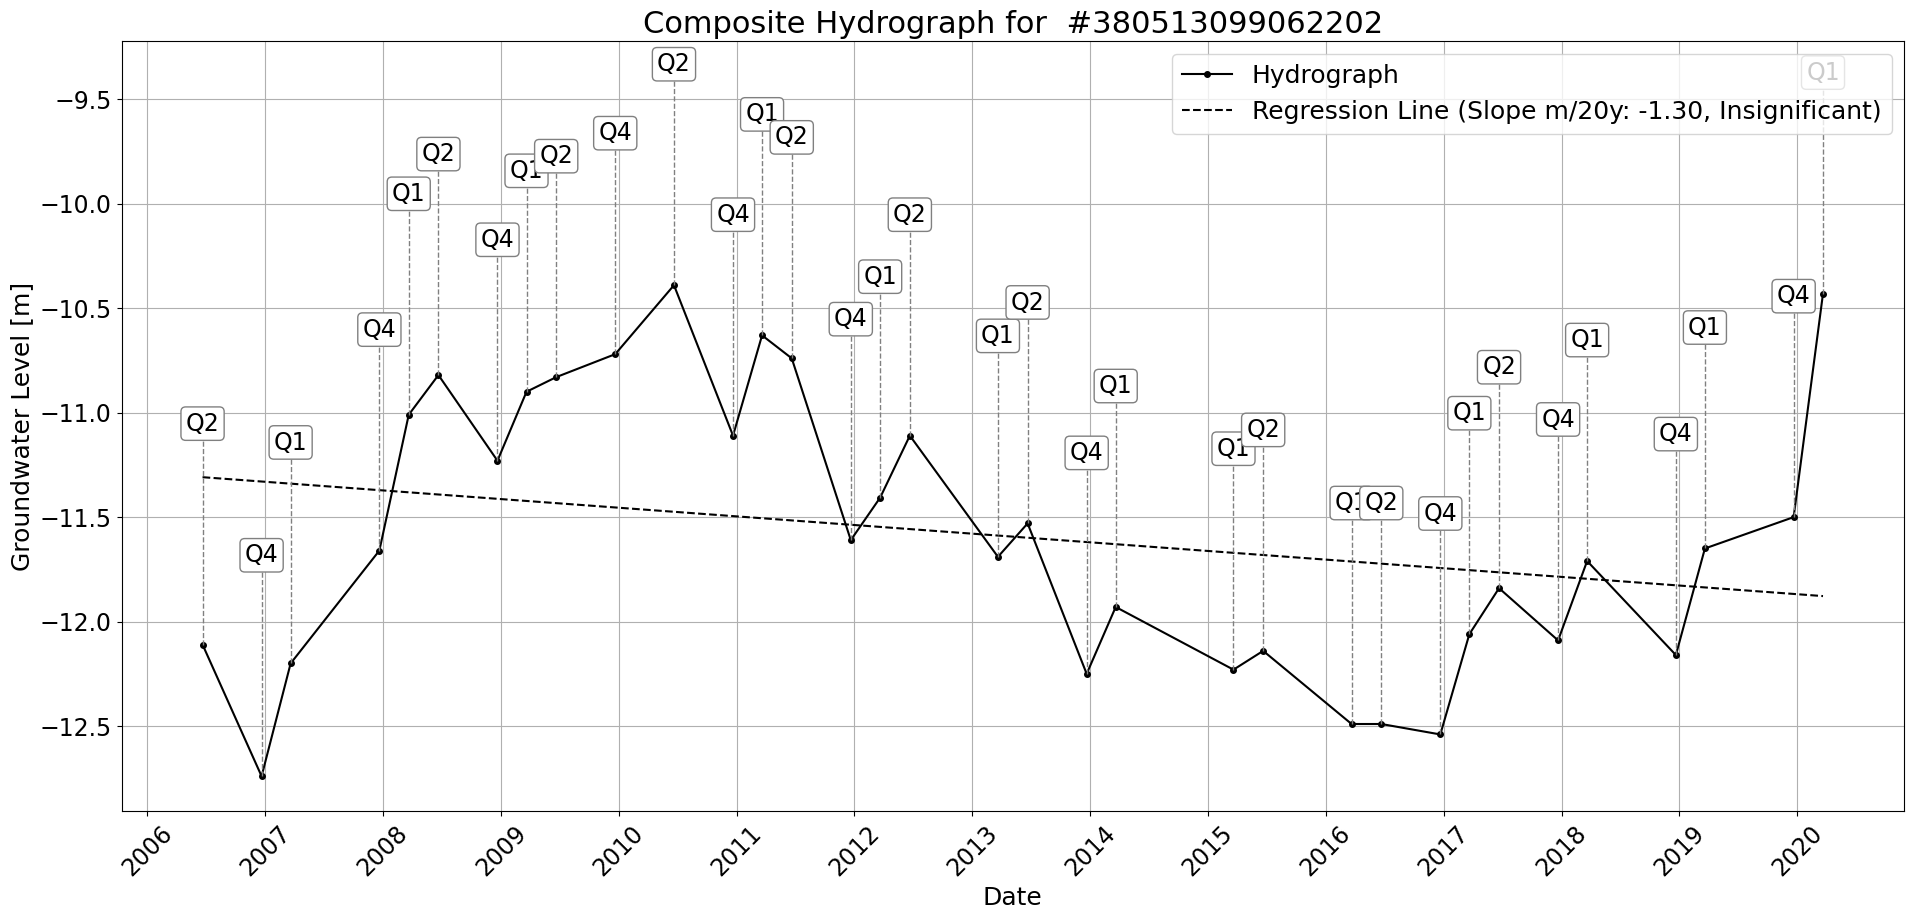 Composite Hydrograph for  #380513099062202
Hydrograph
Regression Line (Slope m/20y: -1.30, Insignificant)
Groundwater Level [m]
−9.5
−10.0
−10.5
−11.0
−11.5
−12.0
−12.5
Q2
Q4
Q1
Q4
Q1
Q2
Q4
Q1
Q2
Q4
Q2
Q4
Q1
Q2
Q4
Q1
Q2
Q1
Q2
Q4
Q1
Q1
Q2
Q1
Q2
Q4
Q1
Q2
Q4
Q1
Q4
Q1
Q4
Q1
2006
2007
2008
2009
2010
2011
2012
2013
2014
2015
2016
2017
2018
2019
2020
Date